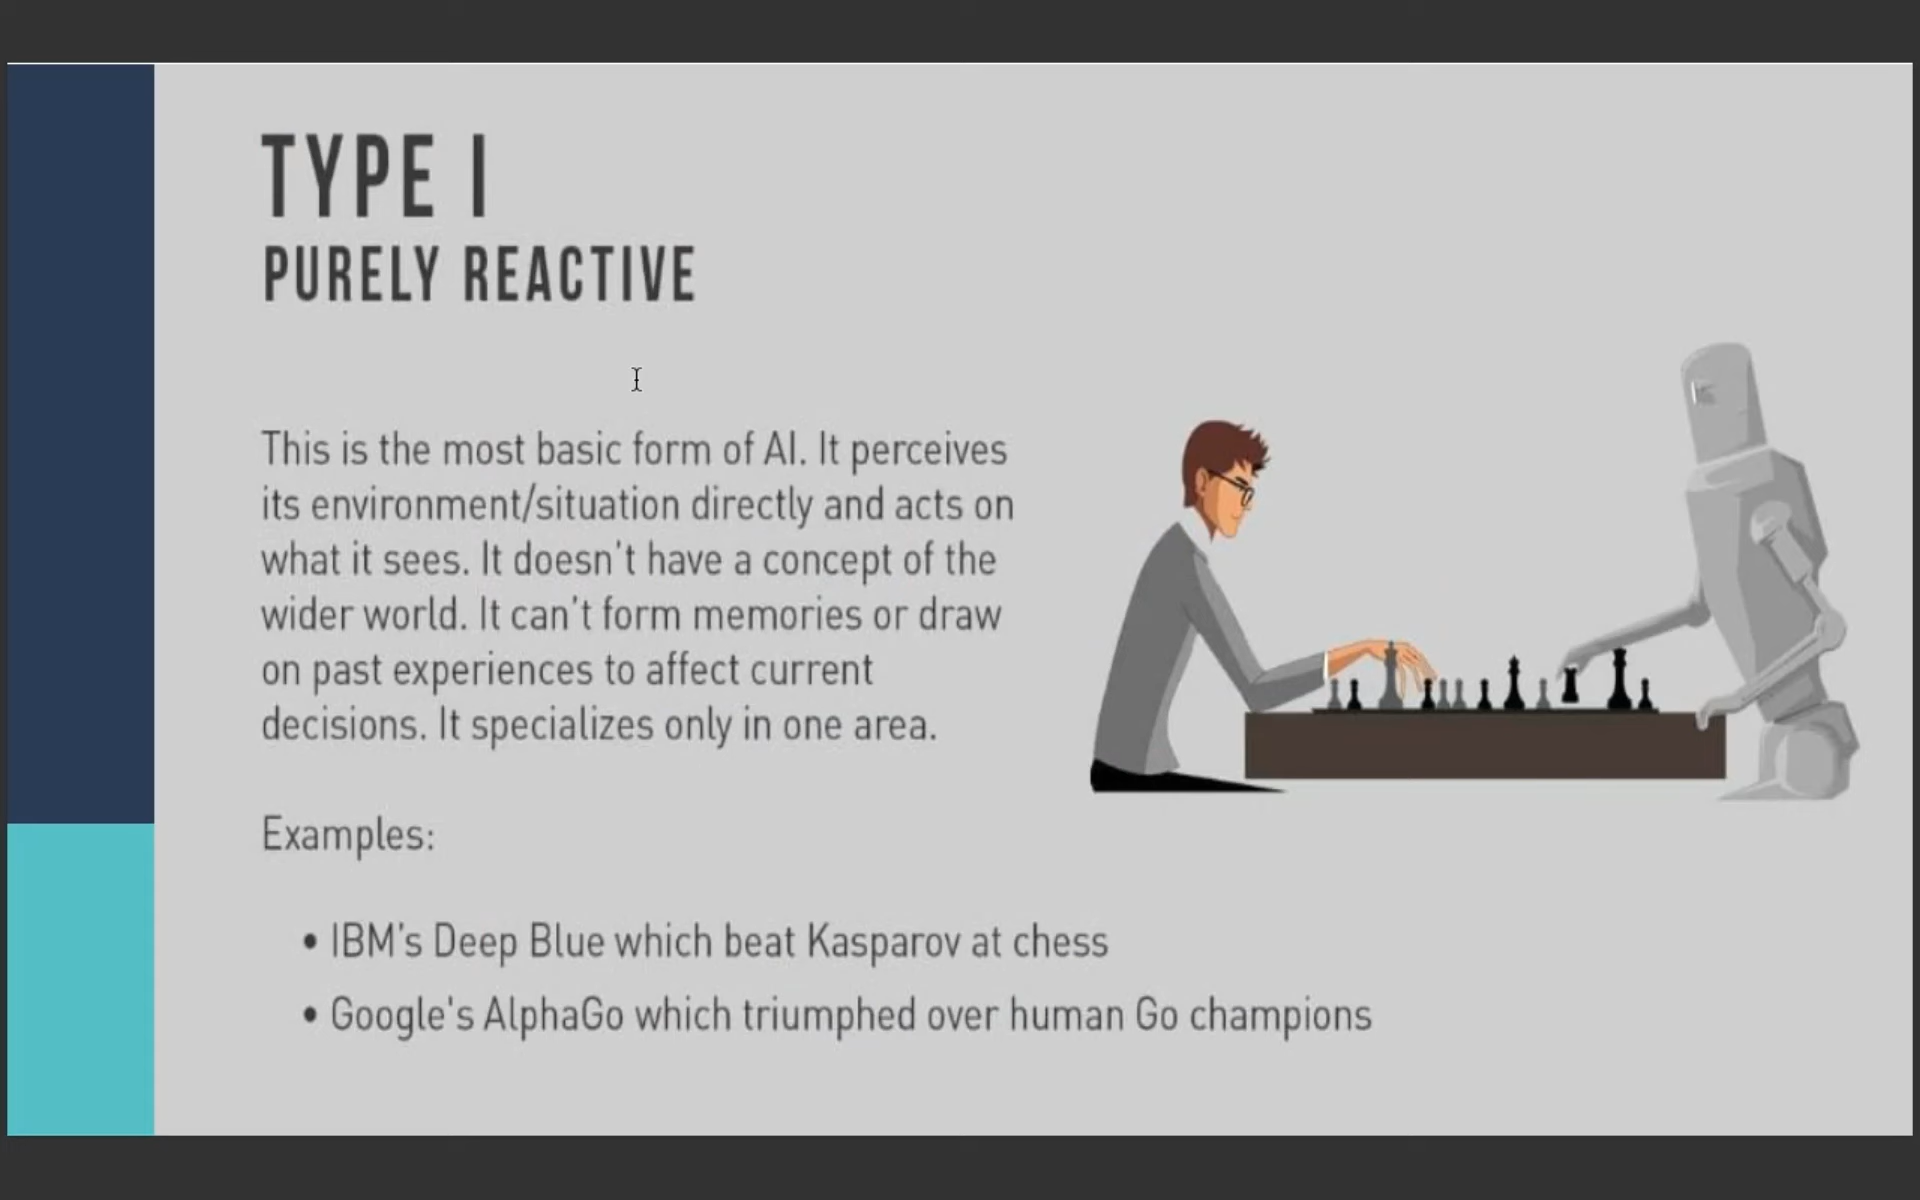 TYPE I
PURELY REACTIVE
This is the most basic form of AI. It perceives
its environment/situation directly and acts on
what it sees. It doesn't have a concept of the
wider world. It can't form memories or draw
on past experiences to affect current
decisions. It specializes only in one area.
Examples:
• IBM's Deep Blue which beat Kasparov at chess
• Google's AlphaGo which triumphed over human Go champions